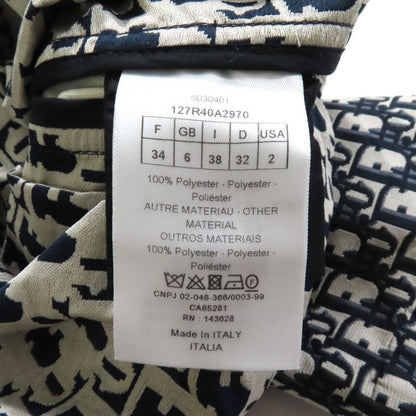 6030401
127R40A2970
F GB I D USA
34 6 38 32 2
100% Polyester - Polyester -
Poliéster
AUTRE MATERIAU - OTHER
MATERIAL
OUTROS MATERIAIS
100% Polyester - Polyester -
Poliéster
CNPJ 02-046-366/0003-99
CA65281
RN : 143628
Made In ITALY
ITALIA